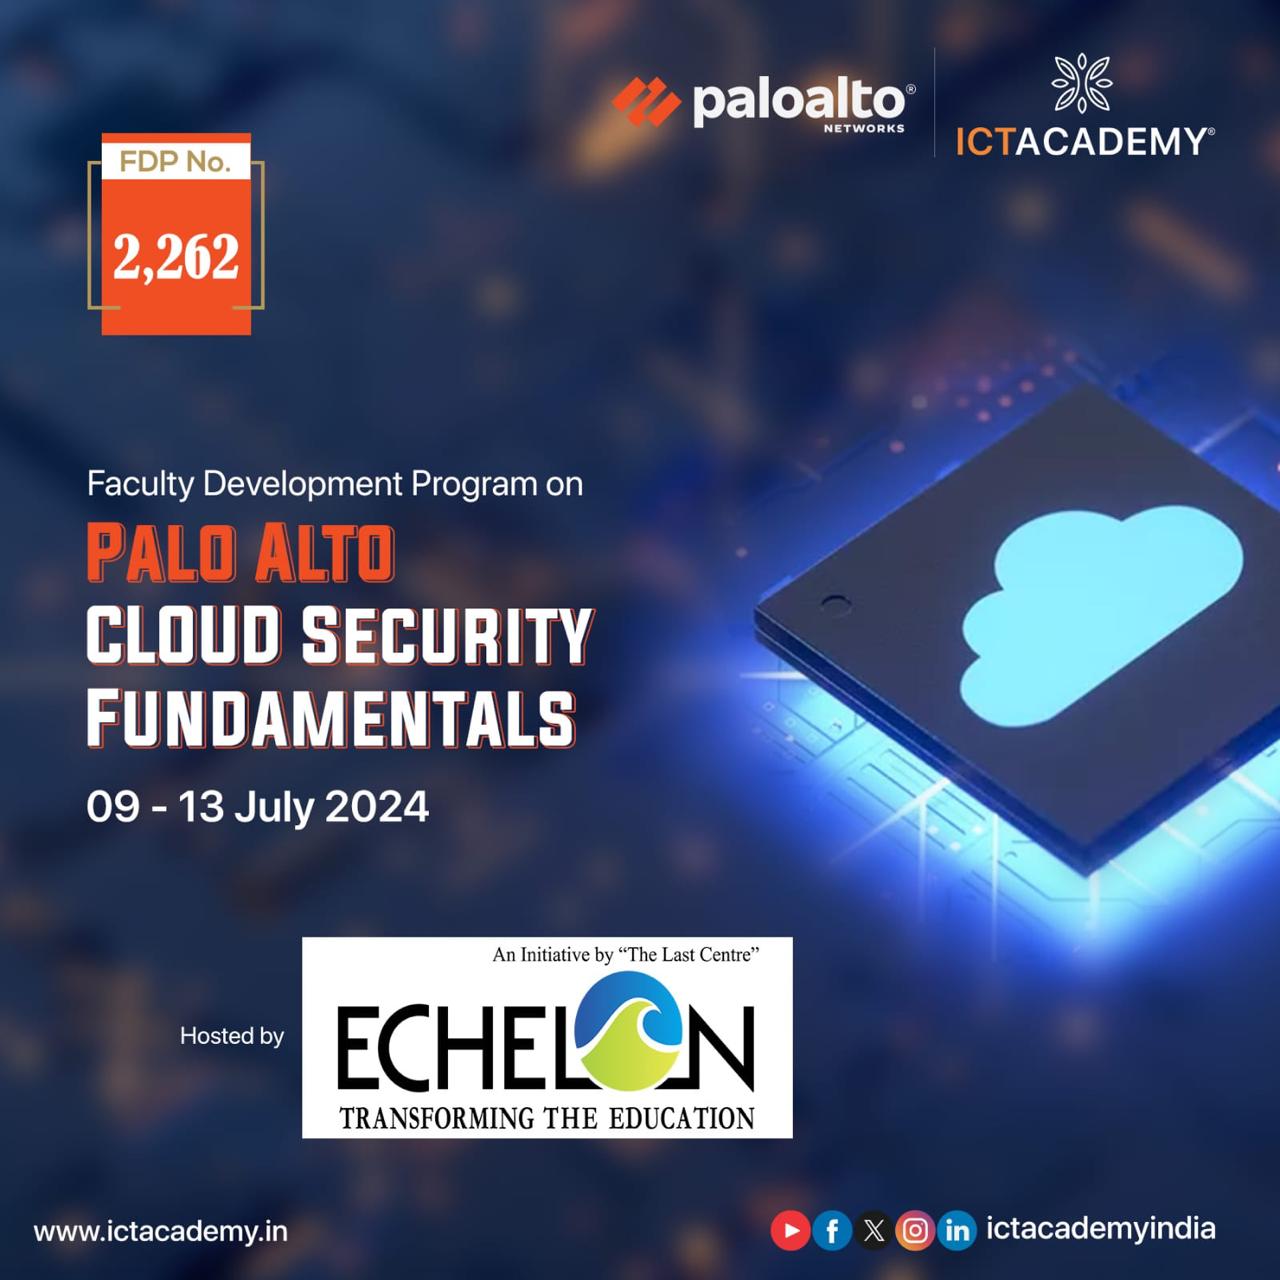 paloalto®
NETWORKS
ICTACADEMY®
FDP No.
2,262
Faculty Development Program on
PALO ALTO
CLOUD SECURITY
FUNDAMENTALS
09 - 13 July 2024
Hosted by
An Initiative by “The Last Centre”
ECHELON
TRANSFORMING THE EDUCATION
www.ictacademy.in
ictacademyindia